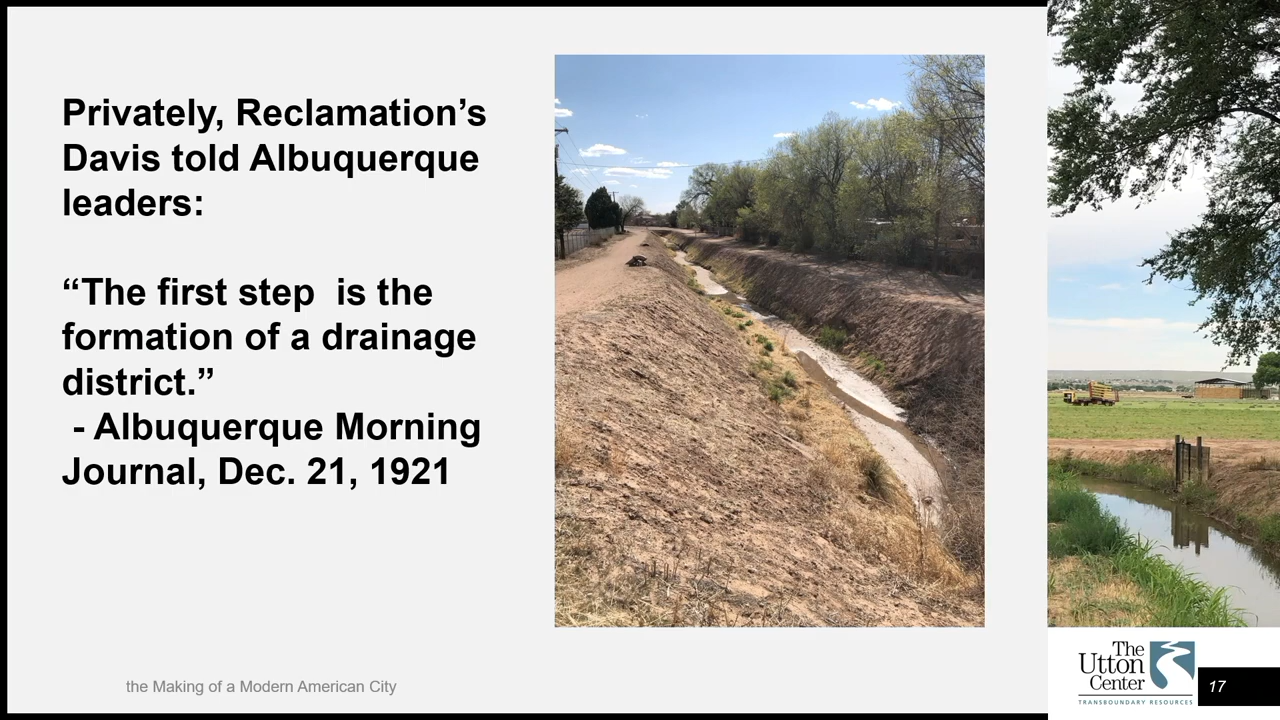 Privately, Reclamation’s
Davis told Albuquerque
leaders:
“The first step  is the
formation of a drainage
district.”
- Albuquerque Morning
Journal, Dec. 21, 1921
the Making of a Modern American City
The
Utton
Center
TRANSBOUNDARY RESOURCES
17